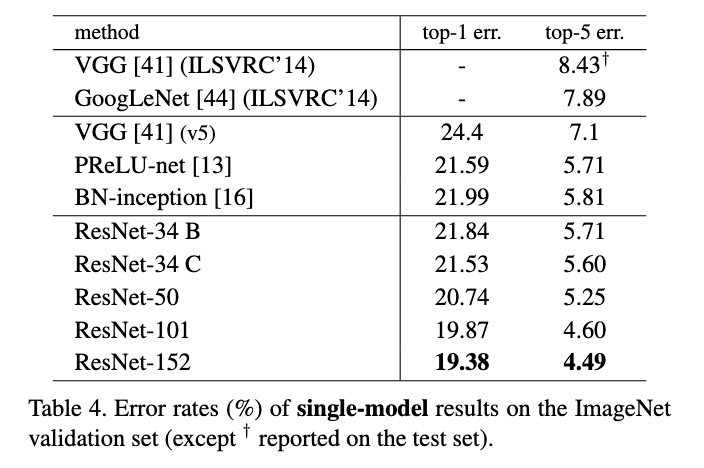 method top-1 err. top-5 err.
VGG [41] (ILSVRC’14) - 8.43†
GoogLeNet [44] (ILSVRC’14) - 7.89
VGG [41] (v5) 24.4 7.1
PReLU-net [13] 21.59 5.71
BN-inception [16] 21.99 5.81
ResNet-34 B 21.84 5.71
ResNet-34 C 21.53 5.60
ResNet-50 20.74 5.25
ResNet-101 19.87 4.60
ResNet-152 19.38 4.49
Table 4. Error rates (%) of single-model results on the ImageNet
validation set (except † reported on the test set).